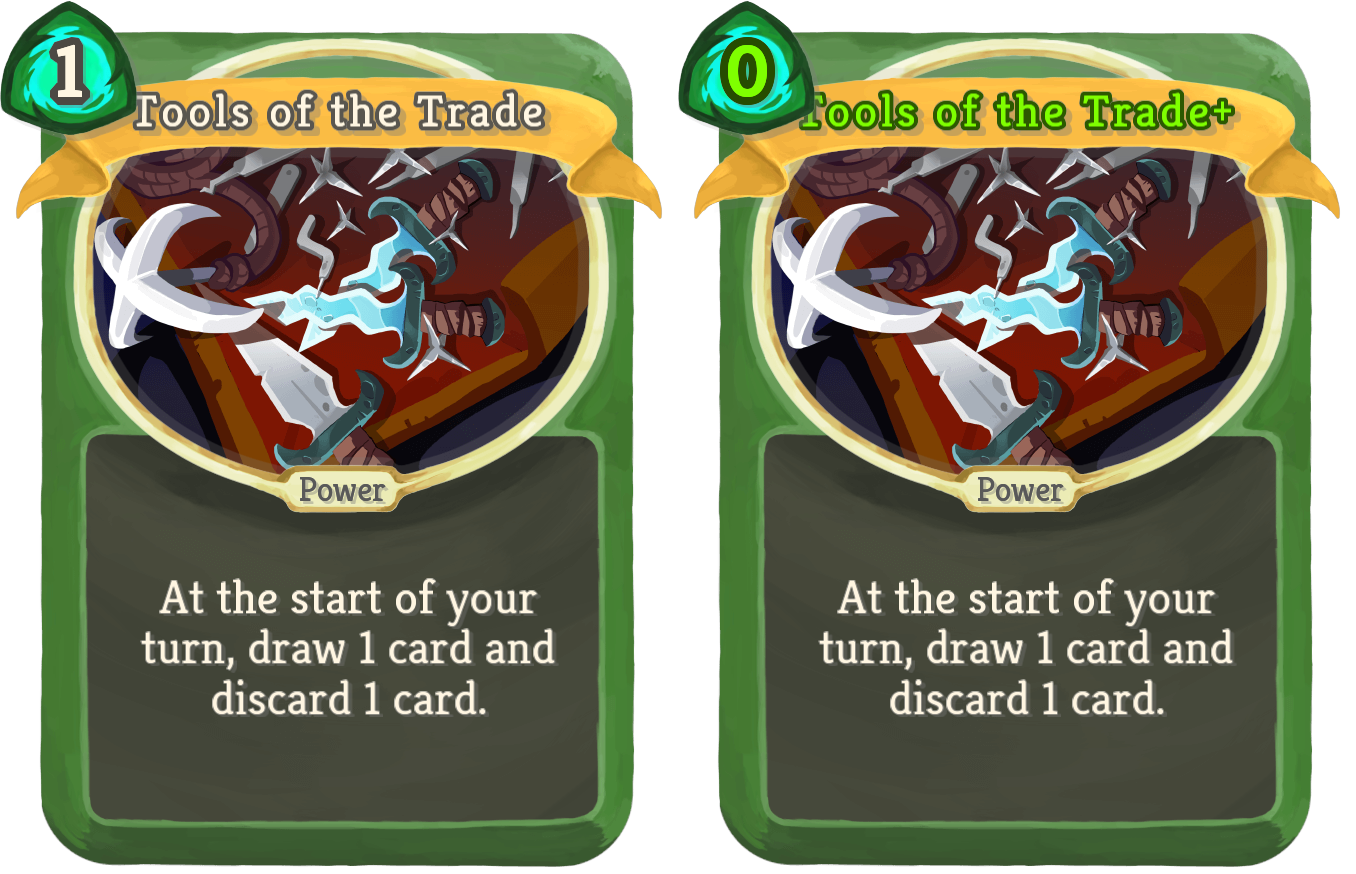 1
Tools of the Trade
Power
At the start of your
turn, draw 1 card and
discard 1 card.
0
Tools of the Trade+
Power
At the start of your
turn, draw 1 card and
discard 1 card.